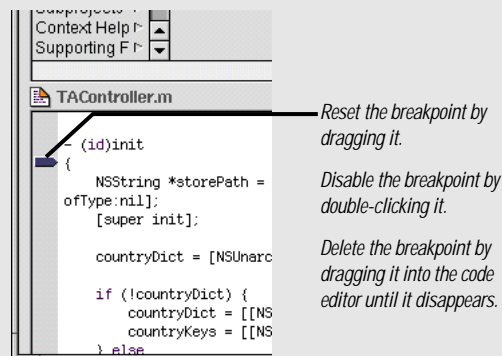 Subprojects
Context Help
Supporting F
TAController.m
- (id)init
{
NSString *storePath =
ofType:nil];
[super init];
countryDict = [NSUnarc
if (!countryDict) {
countryDict = [[NS
countryKeys = [[NS
} else
Reset the breakpoint by
dragging it.
Disable the breakpoint by
double-clicking it.
Delete the breakpoint by
dragging it into the code
editor until it disappears.